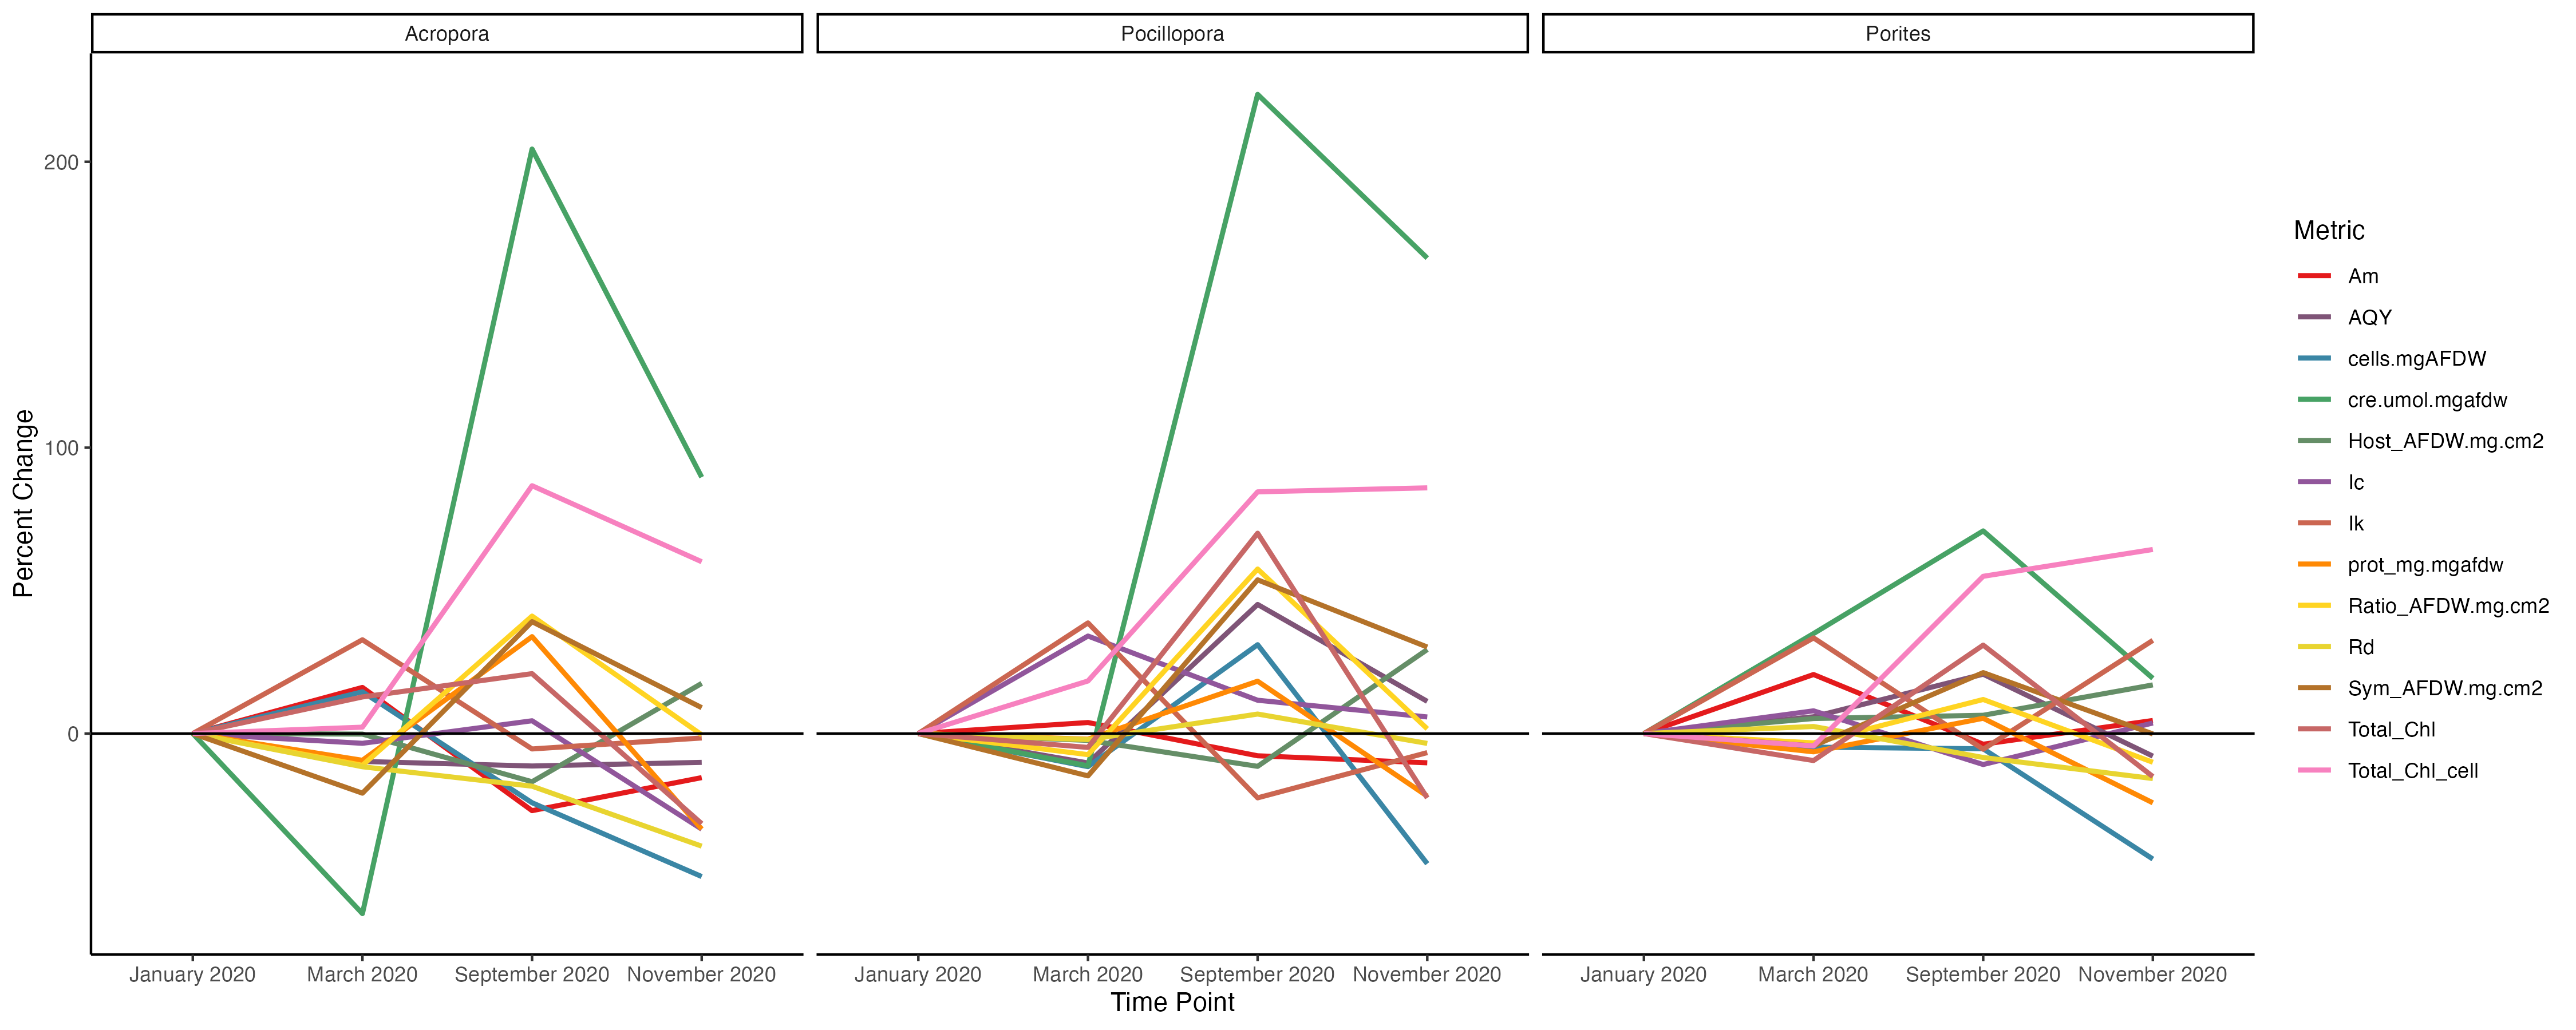 Acropora
Pocillopora
Porites
Percent Change
200
100
0
January 2020 March 2020 September 2020 November 2020
January 2020 March 2020 September 2020 November 2020
January 2020 March 2020 September 2020 November 2020
Time Point
Metric
Am
AQY
cells.mgAFDW
cre.umol.mgafdw
Host_AFDW.mg.cm2
Ic
Ik
prot_mg.mgafdw
Ratio_AFDW.mg.cm2
Rd
Sym_AFDW.mg.cm2
Total_Chl
Total_Chl_cell